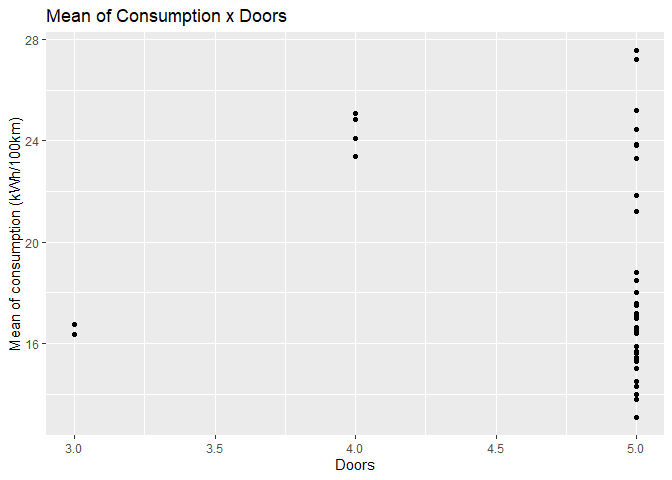 Mean of Consumption x Doors
Mean of consumption (kWh/100km)
28
24
20
16
3.0 3.5 4.0 4.5 5.0
Doors